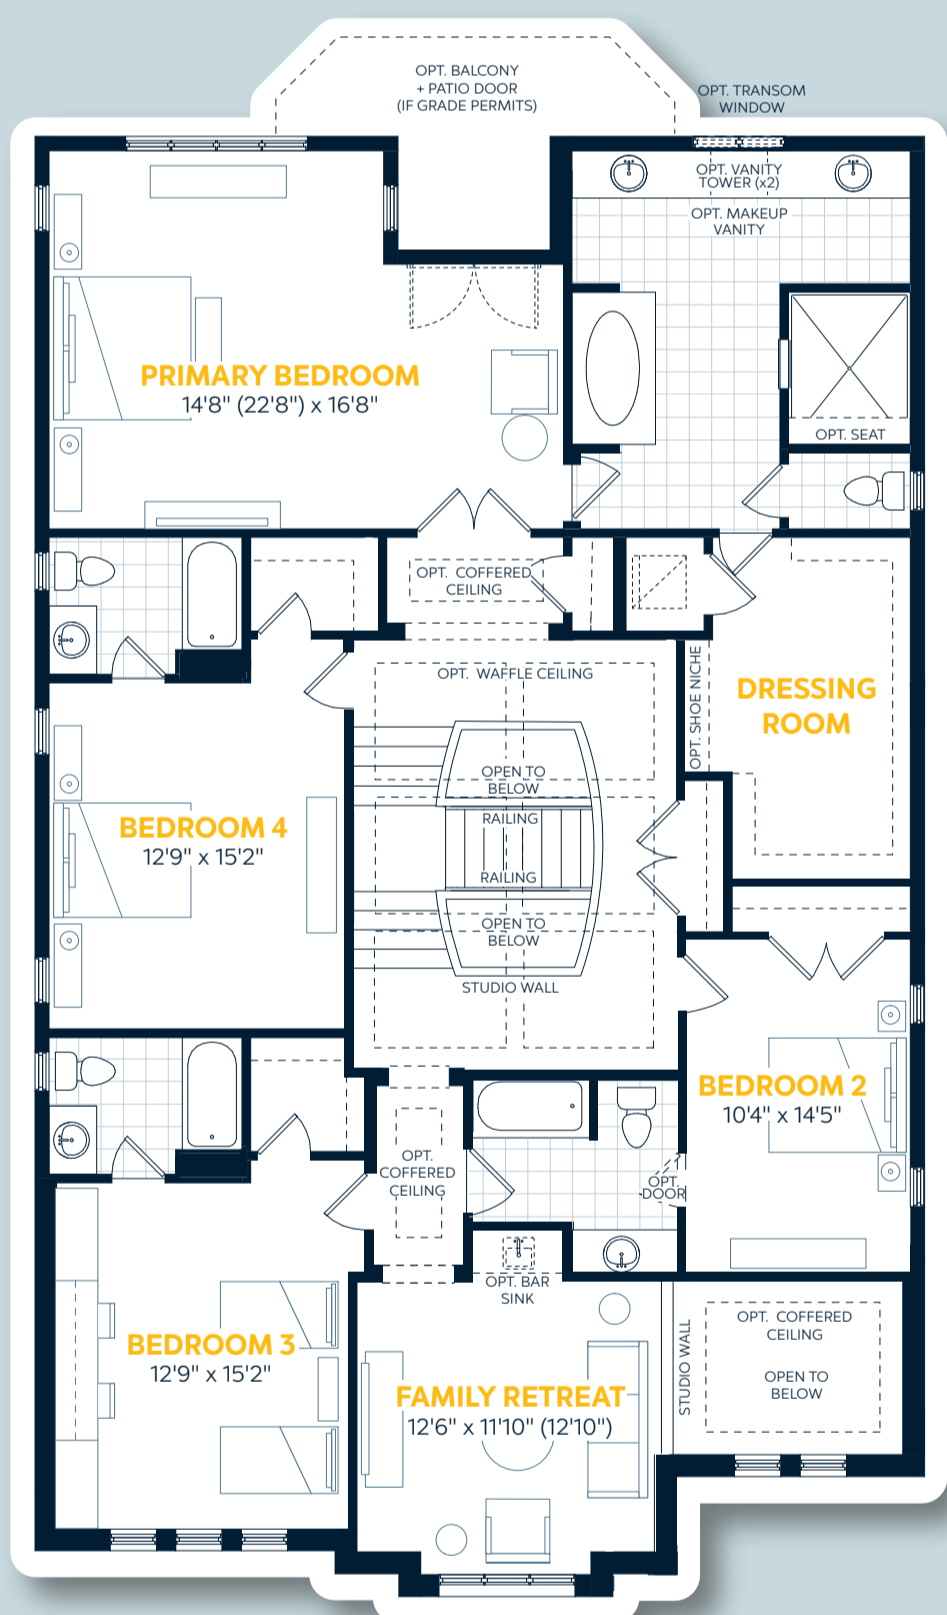 OPT. BALCONY
+ PATIO DOOR
(IF GRADE PERMITS)
OPT. TRANSOM
WINDOW
OPT. VANITY
TOWER (x2)
OPT. MAKEUP
VANITY
PRIMARY BEDROOM
14'8" (22'8") x 16'8"
OPT. SEAT
OPT. COFFERED
CEILING
OPT. WAFFLE CEILING
OPT. SHOE NICHE
DRESSING
ROOM
OPEN TO
BELOW
RAILING
BEDROOM 4
12'9" x 15'2"
RAILING
OPEN TO
BELOW
STUDIO WALL
BEDROOM 2
10'4" x 14'5"
OPT.
COFFERED
CEILING
OPT.
DOOR
OPT. BAR
SINK
BEDROOM 3
12'9" x 15'2"
FAMILY RETREAT
12'6" x 11'10" (12'10")
STUDIO WALL
OPT. COFFERED
CEILING
OPEN TO
BELOW